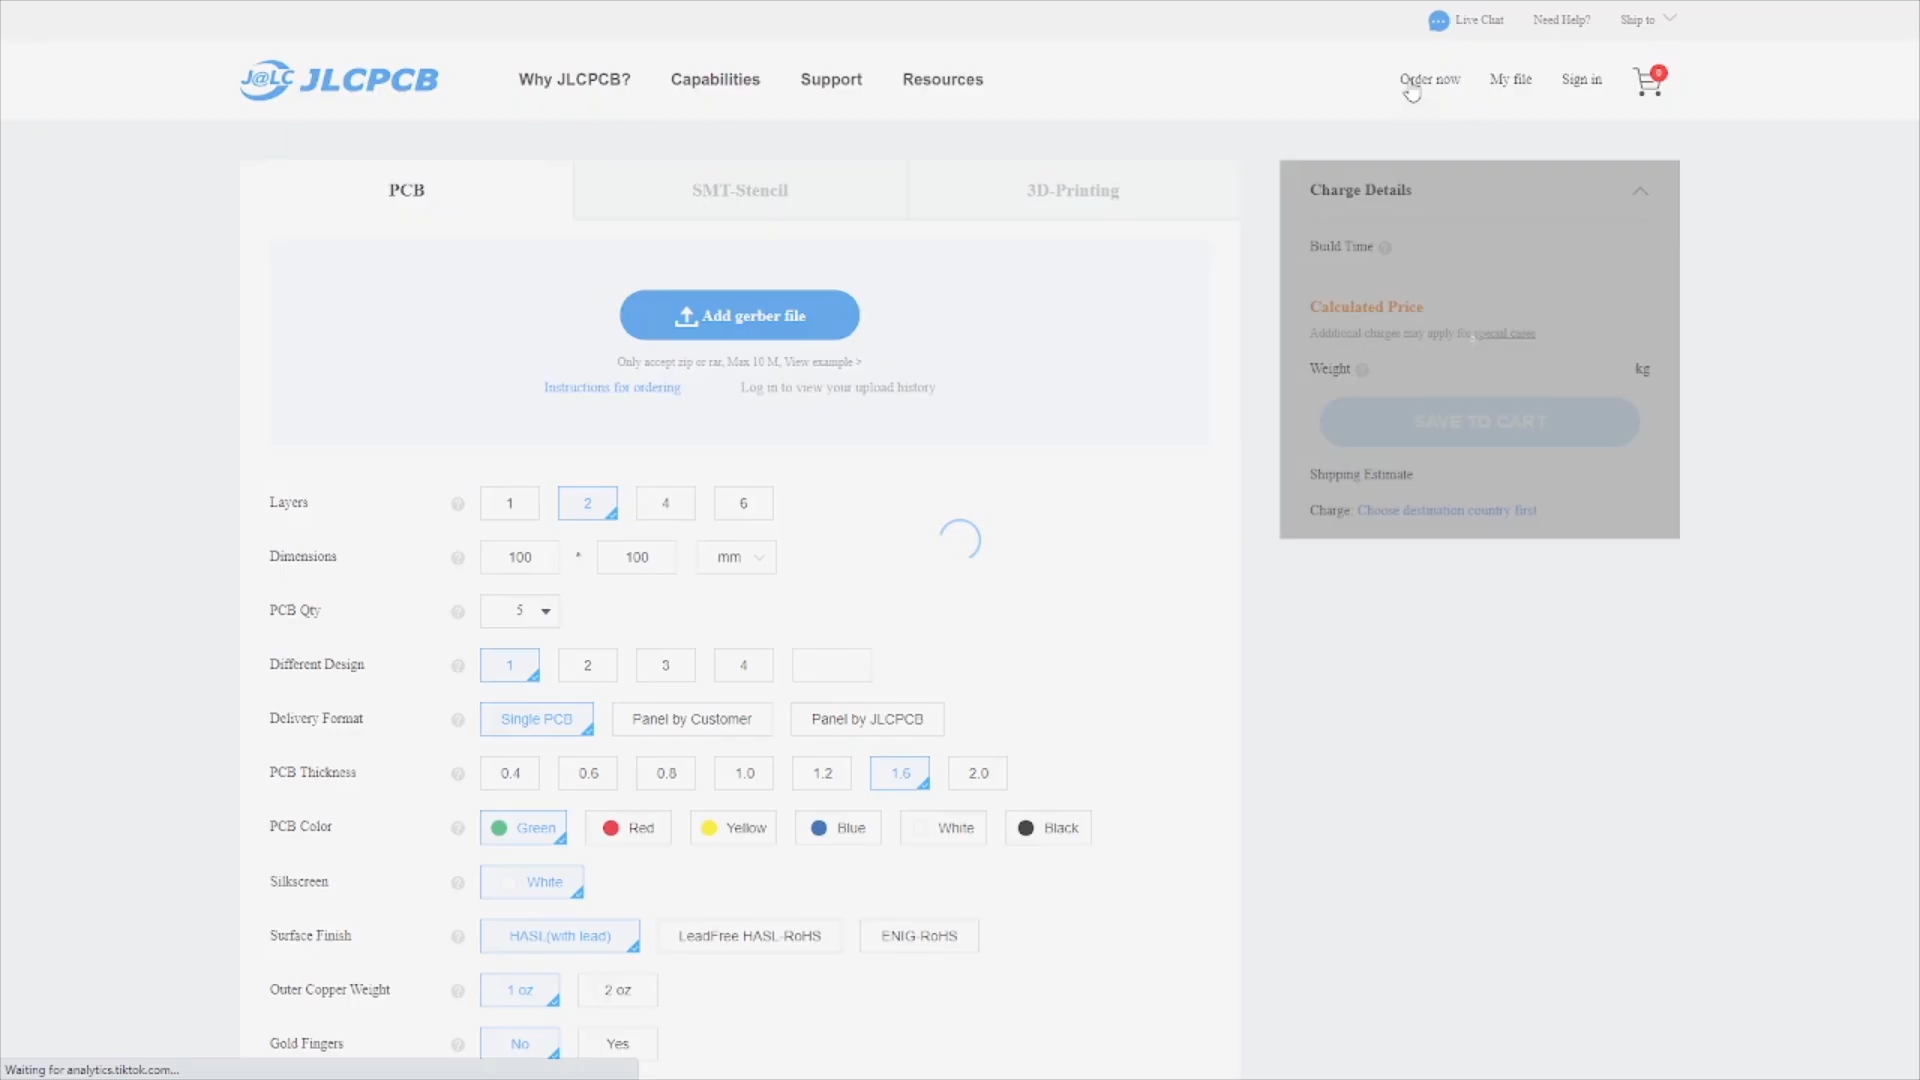 Live Chat Need Help? Ship to
J@LC JLCPCB Why JLCPCB? Capabilities Support Resources Order now My file Sign in 0
PCB SMT-Stencil 3D-Printing
Charge Details
Build Time
Calculated Price
Additional charges may apply for special cases
Weight kg
SAVE TO CART
Shipping Estimate
Charge: Choose destination country first
Add gerber file
Only accept zip or rar, Max 10 M, View example >
Instructions for ordering Log in to view your upload history
Layers 1 2 4 6
Dimensions 100 * 100 mm
PCB Qty 5
Different Design 1 2 3 4
Delivery Format Single PCB Panel by Customer Panel by JLCPCB
PCB Thickness 0.4 0.6 0.8 1.0 1.2 1.6 2.0
PCB Color Green Red Yellow Blue White Black
Silkscreen White
Surface Finish HASL(with lead) LeadFree HASL-RoHS ENIG-RoHS
Outer Copper Weight 1 oz 2 oz
Gold Fingers No Yes
Waiting for analytics.tiktok.com...